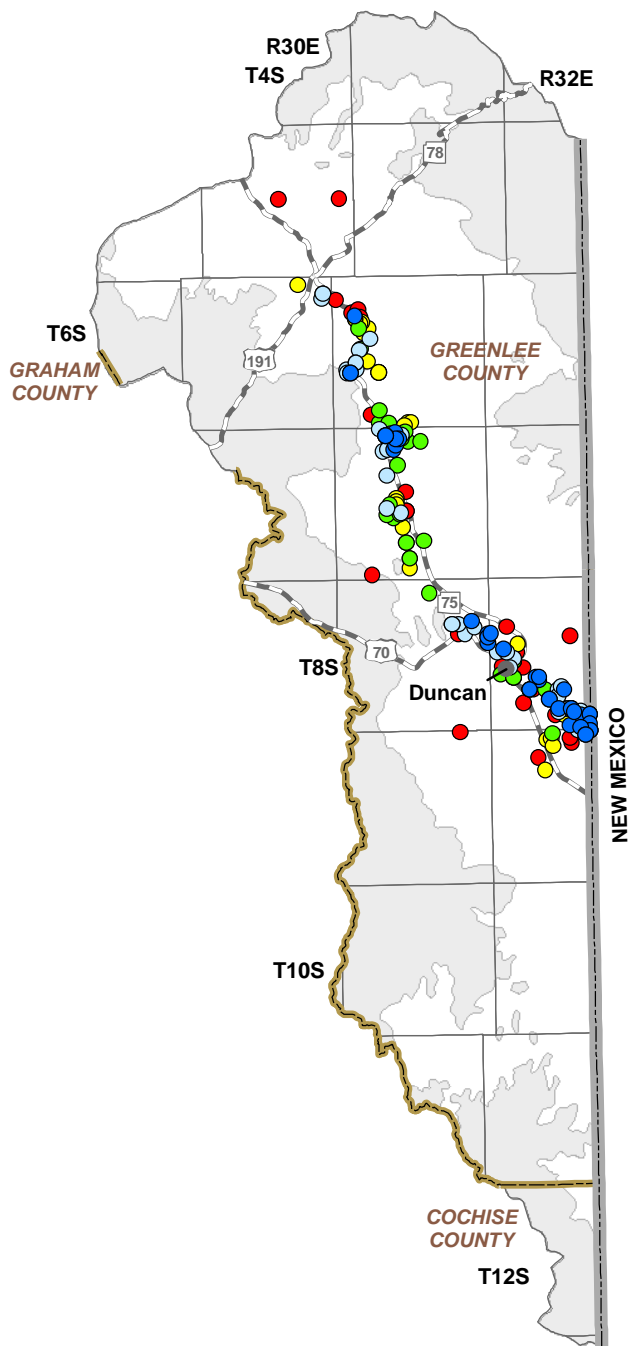 R30E
T4S
R32E
78
T6S
GRAHAM
COUNTY
191
GREENLEE
COUNTY
75
70
T8S
Duncan
NEW MEXICO
T10S
COCHISE
COUNTY
T12S